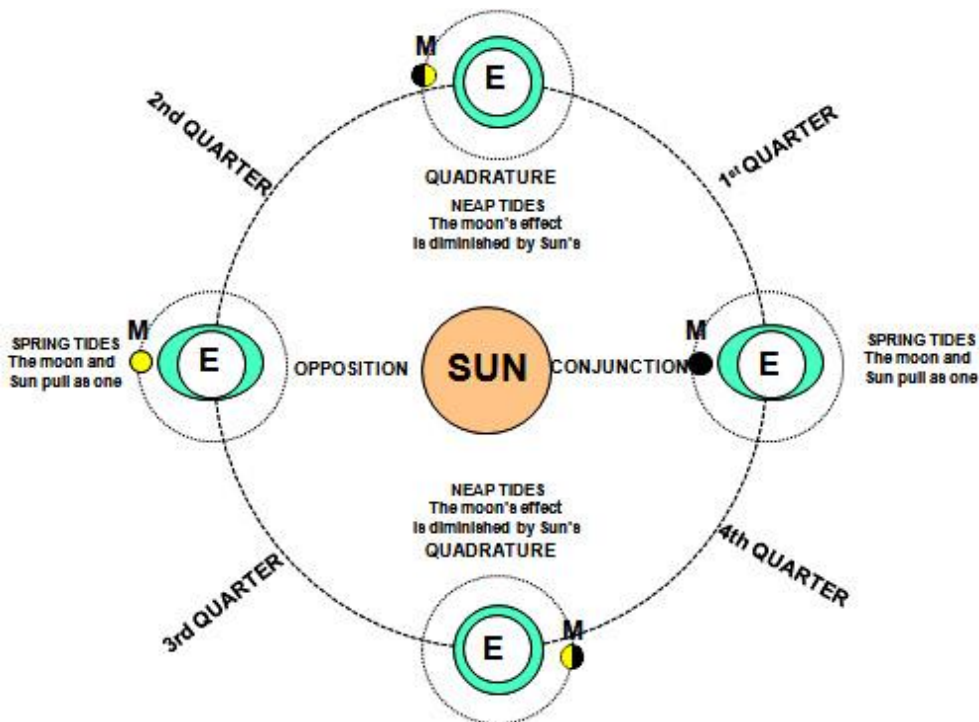 M
E
2nd QUARTER
1st QUARTER
QUADRATURE
NEAP TIDES
The moon's effect
is diminished by Sun's
SPRING TIDES
The moon and
Sun pull as one
M
E
OPPOSITION
SUN
CONJUNCTION
M
E
SPRING TIDES
The moon and
Sun pull as one
NEAP TIDES
The moon's effect
is diminished by Sun's
QUADRATURE
3rd QUARTER
4th QUARTER
E
M